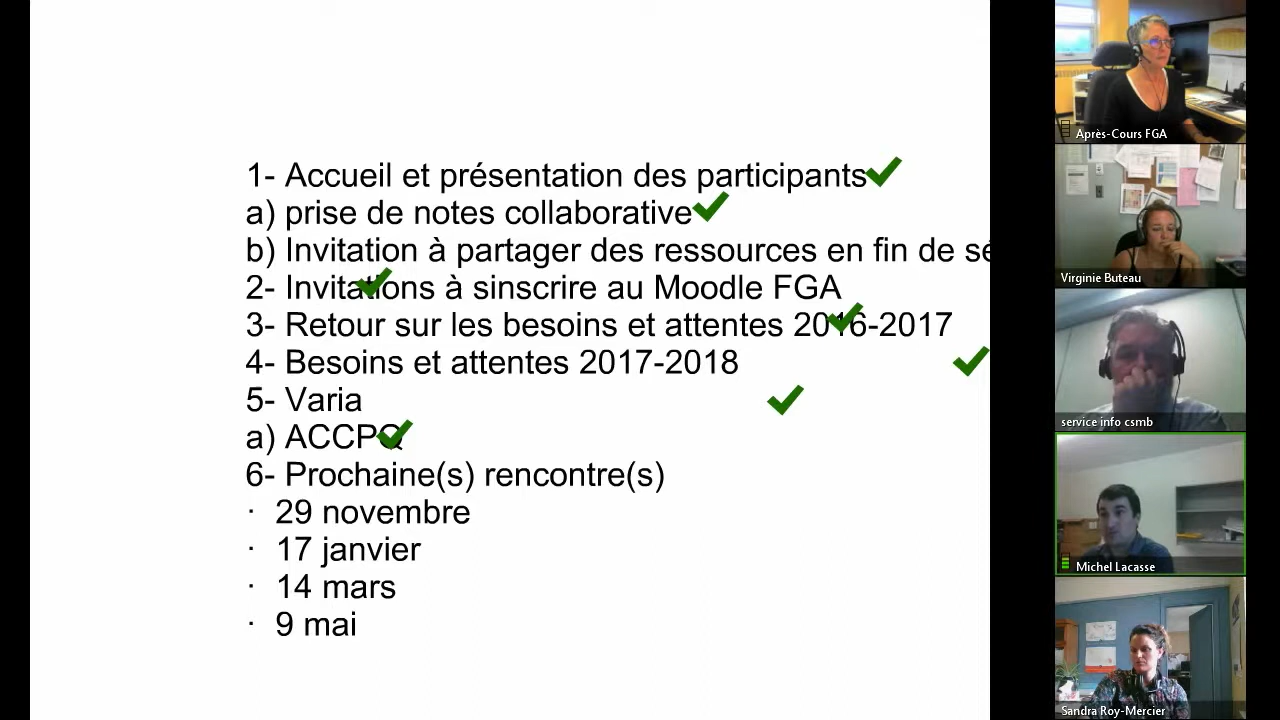 1- Accueil et présentation des participants
a) prise de notes collaborative
b) Invitation à partager des ressources en fin de sé
2- Invitations à sinscrire au Moodle FGA
3- Retour sur les besoins et attentes 2016-2017
4- Besoins et attentes 2017-2018
5- Varia
a) ACCPQ
6- Prochaine(s) rencontre(s)
· 29 novembre
· 17 janvier
· 14 mars
· 9 mai
Après-Cours FGA
Virginie Buteau
service info csmb
Michel Lacasse
Sandra Roy-Mercier